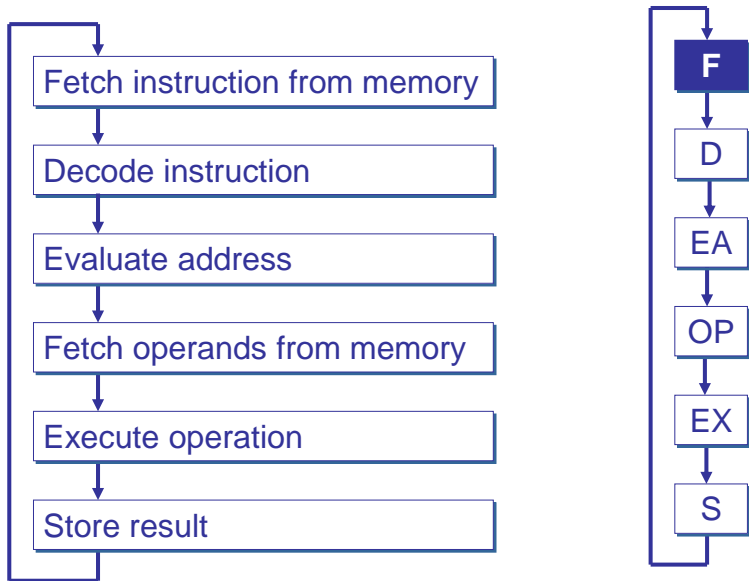 Fetch instruction from memory
Decode instruction
Evaluate address
Fetch operands from memory
Execute operation
Store result
F
D
EA
OP
EX
S